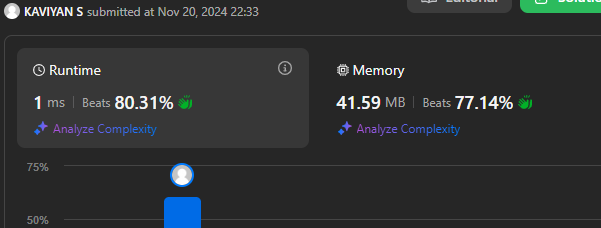 KAVIYAN S submitted at Nov 20, 2024 22:33
Editorial
Runtime
1 ms | Beats 80.31%
Analyze Complexity
Memory
41.59 MB | Beats 77.14%
Analyze Complexity
75%
50%